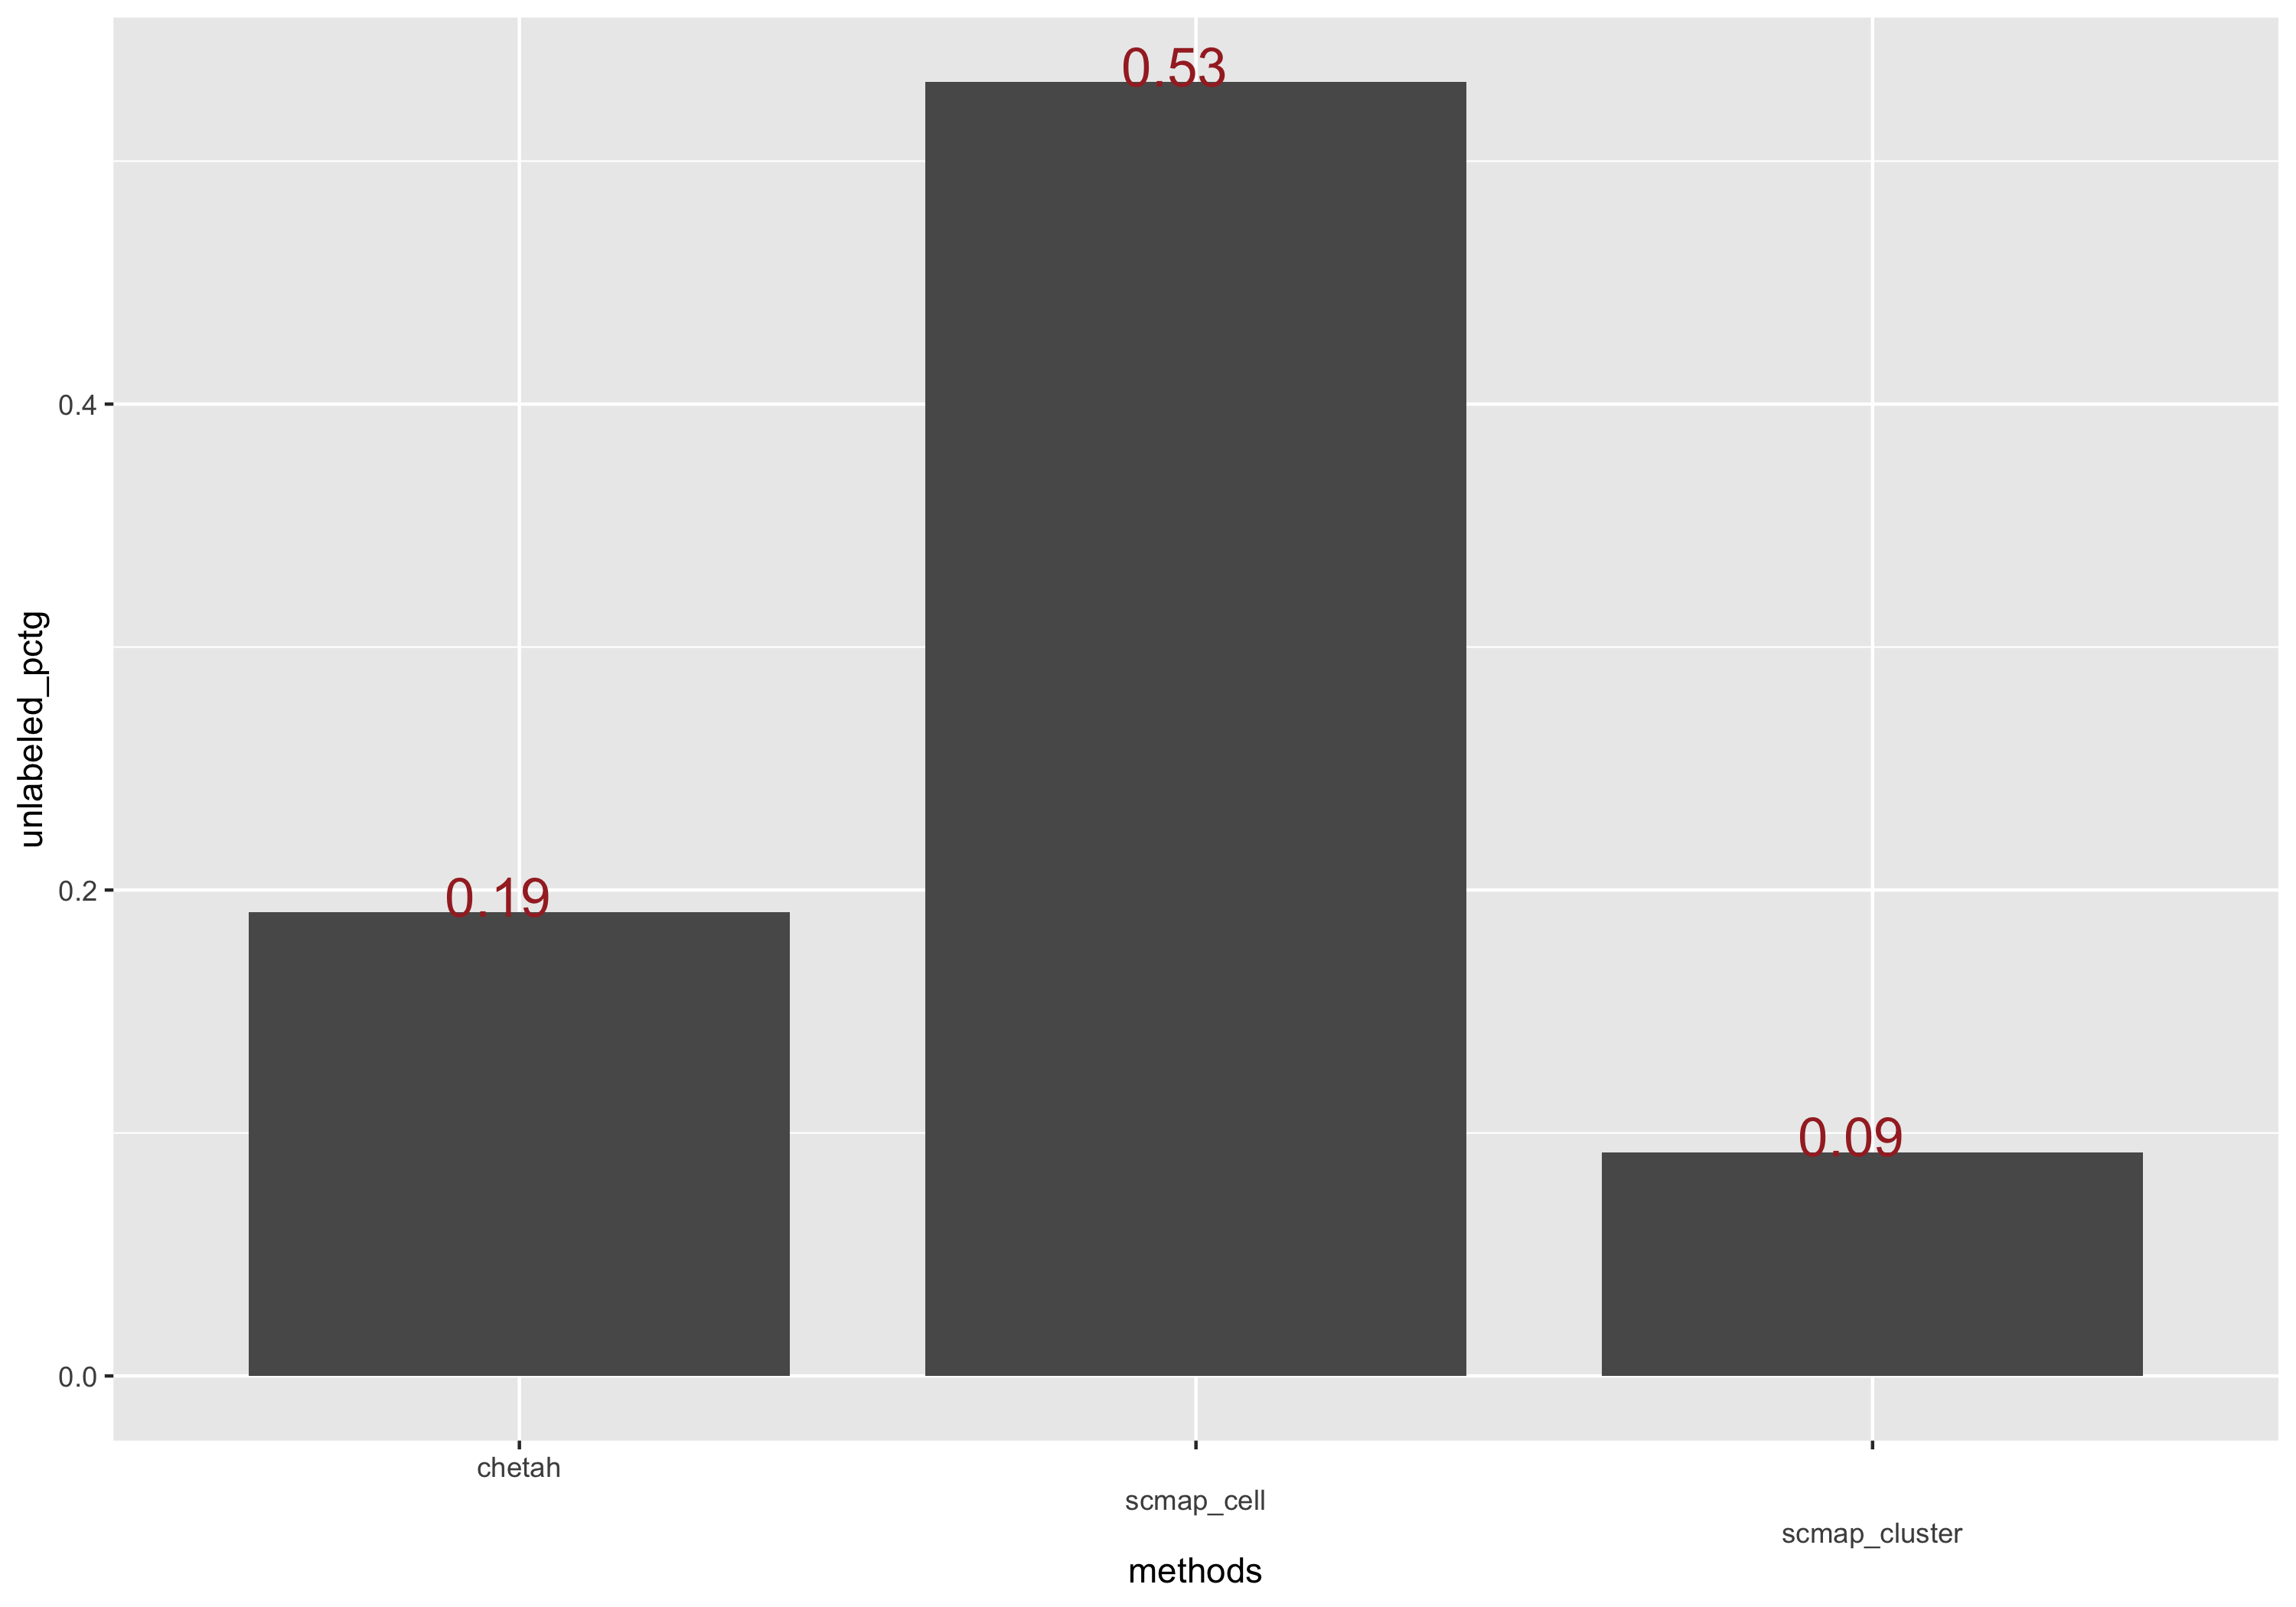 0.53
0.4
0.2
0.19
0.09
0.0
unlabeled_pctg
chetah
scmap_cell
scmap_cluster
methods